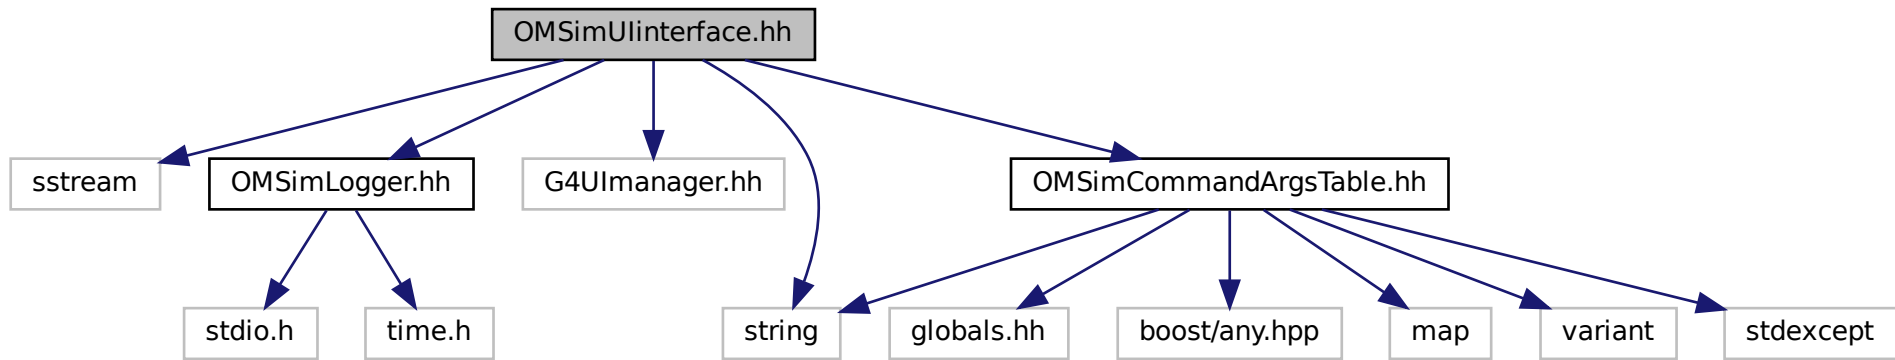 OMSimUIinterface.hh
sstream
OMSimLogger.hh
G4UImanager.hh
OMSimCommandArgsTable.hh
stdio.h
time.h
string
globals.hh
boost/any.hpp
map
variant
stdexcept